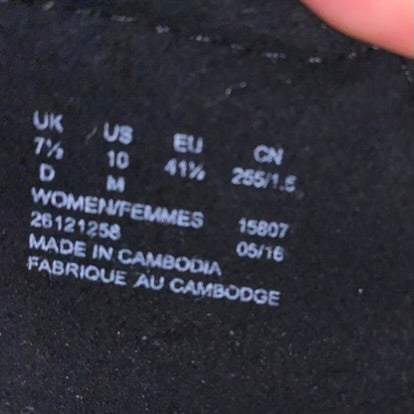 UK US EU CN
7½ 10 41½ 255/1.5
D M
WOMEN/FEMMES 15807
26121258 05/16
MADE IN CAMBODIA
FABRIQUE AU CAMBODGE